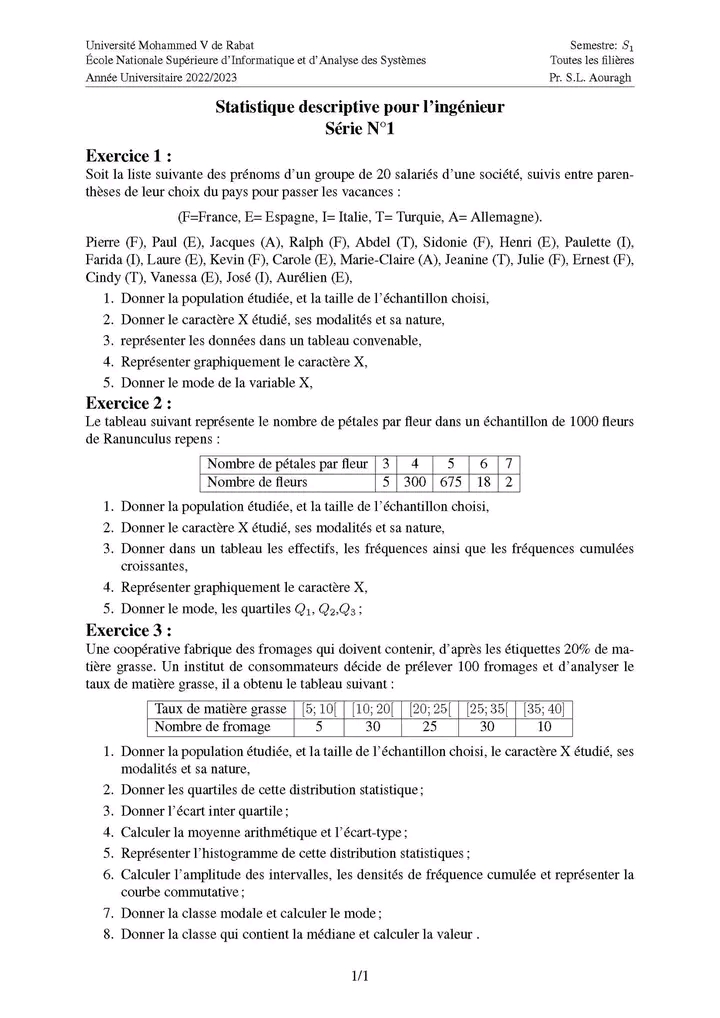 Université Mohammed V de Rabat
Semestre: S1
École Nationale Supérieure d'Informatique et d'Analyse des Systèmes
Toutes les filières
Année Universitaire 2022/2023
Pr. S.L. Aouragh
Statistique descriptive pour l'ingénieur
Série N°1
Exercice 1 :
Soit la liste suivante des prénoms d'un groupe de 20 salariés d'une société, suivis entre paren-
thèses de leur choix du pays pour passer les vacances :
(F=France, E= Espagne, I= Italie, T= Turquie, A= Allemagne).
Pierre (F), Paul (E), Jacques (A), Ralph (F), Abdel (T), Sidonie (F), Henri (E), Paulette (I),
Farida (I), Laure (E), Kevin (F), Carole (E), Marie-Claire (A), Jeanine (T), Julie (F), Ernest (F),
Cindy (T), Vanessa (E), José (I), Aurélien (E),
1. Donner la population étudiée, et la taille de l'échantillon choisi,
2. Donner le caractère X étudié, ses modalités et sa nature,
3. représenter les données dans un tableau convenable,
4. Représenter graphiquement le caractère X,
5. Donner le mode de la variable X,
Exercice 2 :
Le tableau suivant représente le nombre de pétales par fleur dans un échantillon de 1000 fleurs
de Ranunculus repens :
Nombre de pétales par fleur 3 4 5 6 7
Nombre de fleurs 5 300 675 18 2
1. Donner la population étudiée, et la taille de l'échantillon choisi,
2. Donner le caractère X étudié, ses modalités et sa nature,
3. Donner dans un tableau les effectifs, les fréquences ainsi que les fréquences cumulées
croissantes,
4. Représenter graphiquement le caractère X,
5. Donner le mode, les quartiles Q1, Q2,Q3 ;
Exercice 3 :
Une coopérative fabrique des fromages qui doivent contenir, d'après les étiquettes 20% de ma-
tière grasse. Un institut de consommateurs décide de prélever 100 fromages et d'analyser le
taux de matière grasse, il a obtenu le tableau suivant :
Taux de matière grasse [5; 10[ [10; 20[ [20; 25[ [25; 35[ [35; 40]
Nombre de fromage 5 30 25 30 10
1. Donner la population étudiée, et la taille de l'échantillon choisi, le caractère X étudié, ses
modalités et sa nature,
2. Donner les quartiles de cette distribution statistique ;
3. Donner l'écart inter quartile ;
4. Calculer la moyenne arithmétique et l'écart-type ;
5. Représenter l'histogramme de cette distribution statistiques ;
6. Calculer l'amplitude des intervalles, les densités de fréquence cumulée et représenter la
courbe commutative ;
7. Donner la classe modale et calculer le mode ;
8. Donner la classe qui contient la médiane et calculer la valeur .
1/1